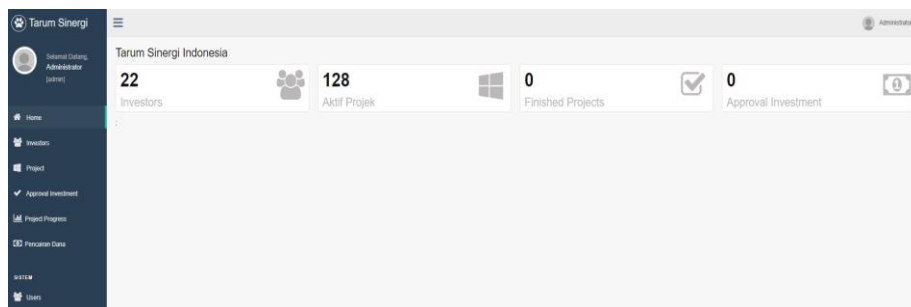 Tarum Sinergi
Administrator
Selamat Datang,
Administrator
[admin]
Tarum Sinergi Indonesia
22
Investors
128
Aktif Projek
0
Finished Projects
0
Approval Investment
:
Home
Investors
Project
Approval Investment
Project Progress
Pencairan Dana
SISTEM
Users